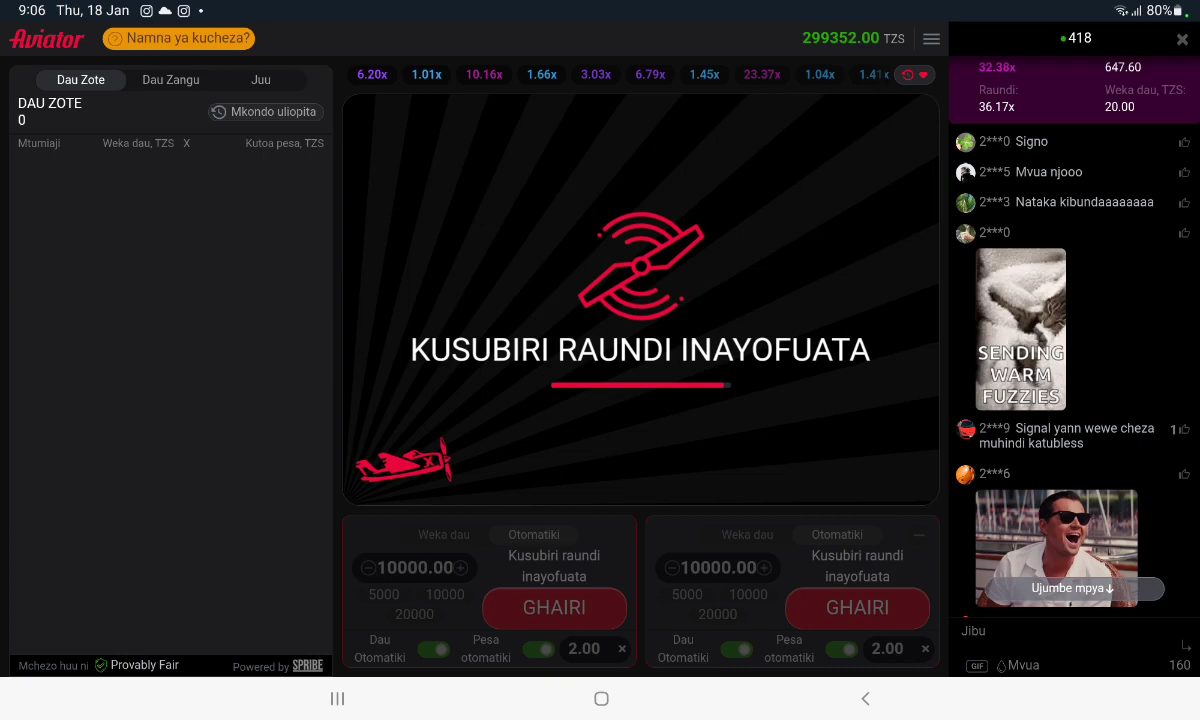 9:06 Thu, 18 Jan
80%
Aviator
Namna ya kucheza?
299352.00 TZS
418
Dau Zote Dau Zangu Juu
6.20x 1.01x 10.16x 1.66x 3.03x 6.79x 1.45x 23.37x 1.04x 1.41x
DAU ZOTE
0
Mkondo uliopita
Mtumiaji Weka dau, TZS X Kutoa pesa, TZS
KUSUBIRI RAUNDI INAYOFUATA
Weka dau Otomatiki
10000.00
Kusubiri raundi
inayofuata
5000 10000
20000
GHAIRI
Dau
Otomatiki
Pesa
otomatiki
2.00
Weka dau Otomatiki
10000.00
Kusubiri raundi
inayofuata
5000 10000
20000
GHAIRI
Dau
Otomatiki
Pesa
otomatiki
2.00
Mchezo huu ni Provably Fair
Powered by SPRIBE
32.38x 647.60
Raundi: Weka dau, TZS:
36.17x 20.00
2***0 Signo
2***5 Mvua njooo
2***3 Nataka kibundaaaaaaaa
2***0
SENDING
WARM
FUZZIES
2***9 Signal yann wewe cheza
muhindi katubless
1
2***6
Ujumbe mpya
Jibu
GIF Mvua 160